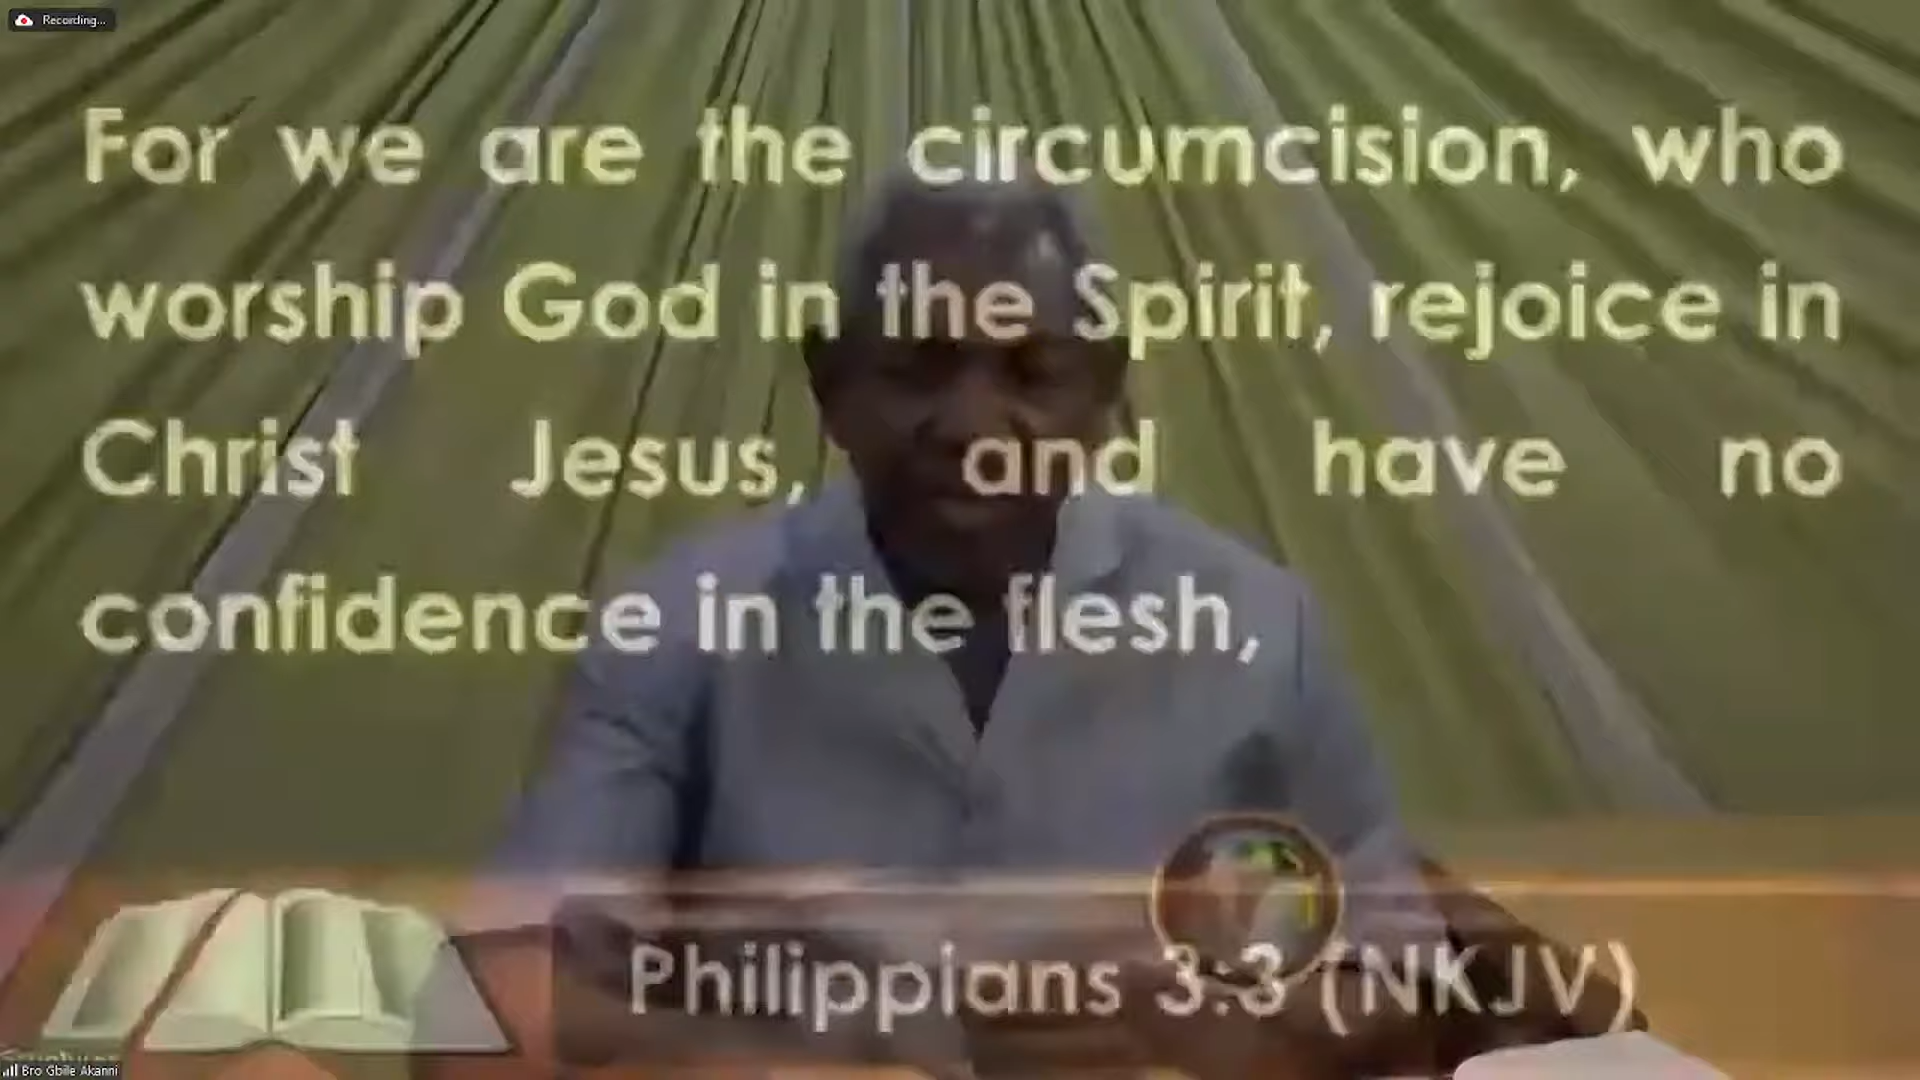 Recording...
For we are the circumcision, who
worship God in the Spirit, rejoice in
Christ Jesus, and have no
confidence in the flesh,
Philippians 3:3 (NKJV)
Bro Gbile Akanni